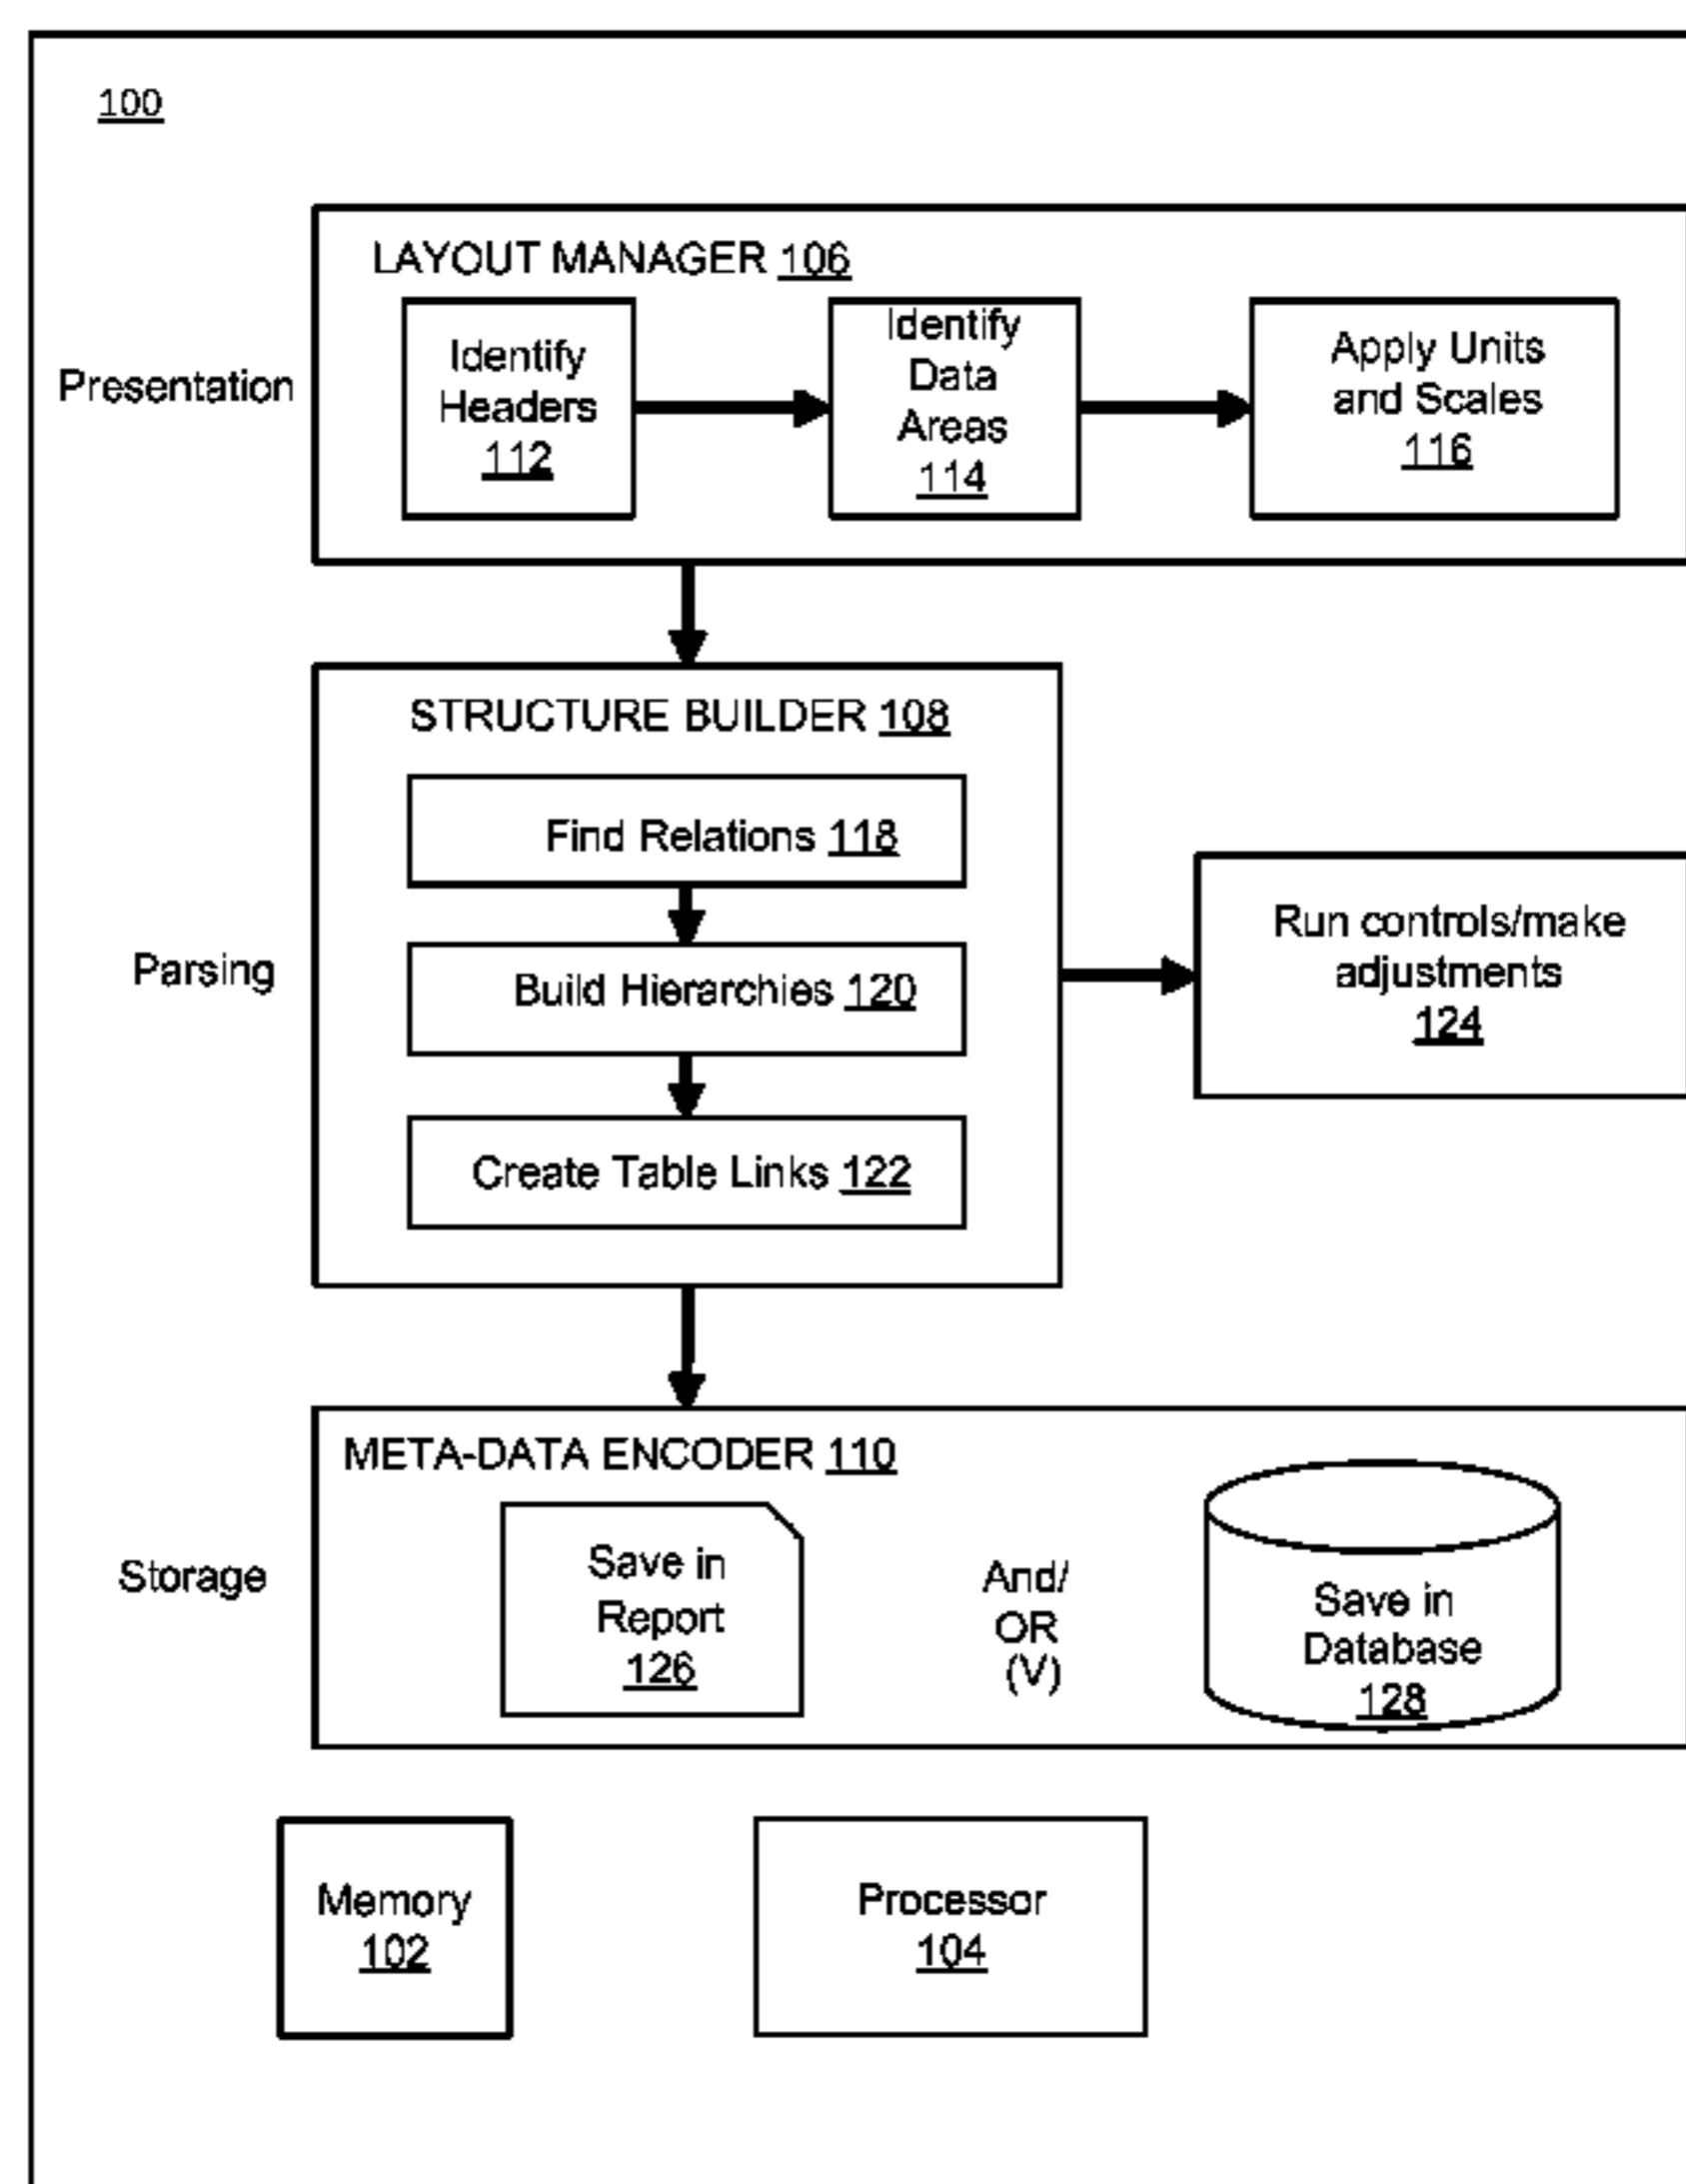 100
LAYOUT MANAGER 106
Presentation
Identify
Headers
112
Identify
Data
Areas
114
Apply Units
and Scales
116
STRUCTURE BUILDER 108
Parsing
Find Relations 118
Build Hierarchies 120
Create Table Links 122
Run controls/make
adjustments
124
META-DATA ENCODER 110
Storage
Save in
Report
126
And/
OR
(V)
Save in
Database
128
Memory
102
Processor
104